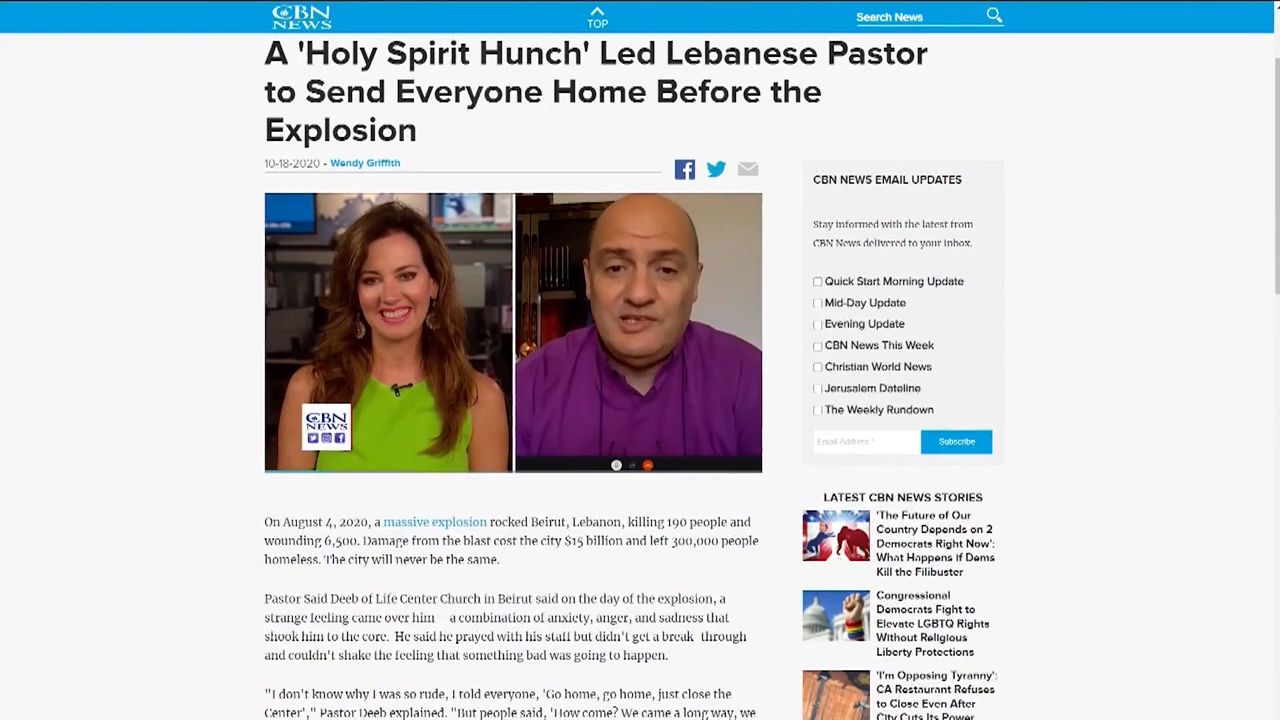 CBN
NEWS
TOP
Search News
A 'Holy Spirit Hunch' Led Lebanese Pastor
to Send Everyone Home Before the
Explosion
10-18-2020 - Wendy Griffith
CBN
NEWS
On August 4, 2020, a massive explosion rocked Beirut, Lebanon, killing 190 people and
wounding 6,500. Damage from the blast cost the city $15 billion and left 300,000 people
homeless. The city will never be the same.
Pastor Said Deeb of Life Center Church in Beirut said on the day of the explosion, a
strange feeling came over him – a combination of anxiety, anger, and sadness that
shook him to the core. He said he prayed with his staff but didn't get a break through
and couldn't shake the feeling that something bad was going to happen.
"I don't know why I was so rude, I told everyone, 'Go home, go home, just close the
Center'," Pastor Deeb explained. "But people said, 'How come? We came a long way, we
CBN NEWS EMAIL UPDATES
Stay informed with the latest from
CBN News delivered to your inbox.
Quick Start Morning Update
Mid-Day Update
Evening Update
CBN News This Week
Christian World News
Jerusalem Dateline
The Weekly Rundown
Email Address *
Subscribe
LATEST CBN NEWS STORIES
'The Future of Our
Country Depends on 2
Democrats Right Now':
What Happens If Dems
Kill the Filibuster
Congressional
Democrats Fight to
Elevate LGBTQ Rights
Without Religious
Liberty Protections
'I'm Opposing Tyranny':
CA Restaurant Refuses
to Close Even After
City Cuts Its Power